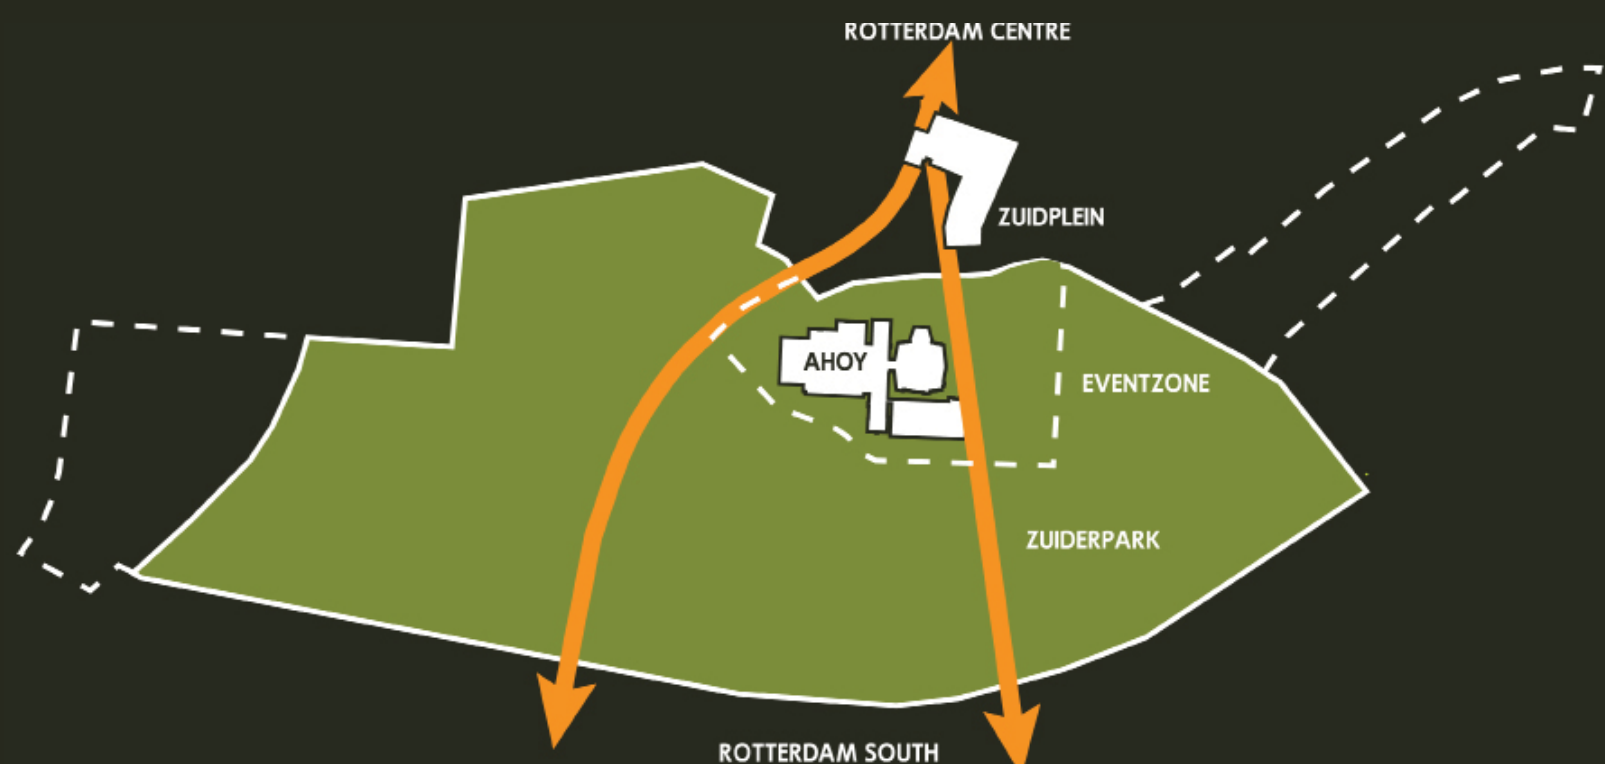 ROTTERDAM CENTRE
ZUIDPLEIN
AHOY
EVENTZONE
ZUIDERPARK
ROTTERDAM SOUTH